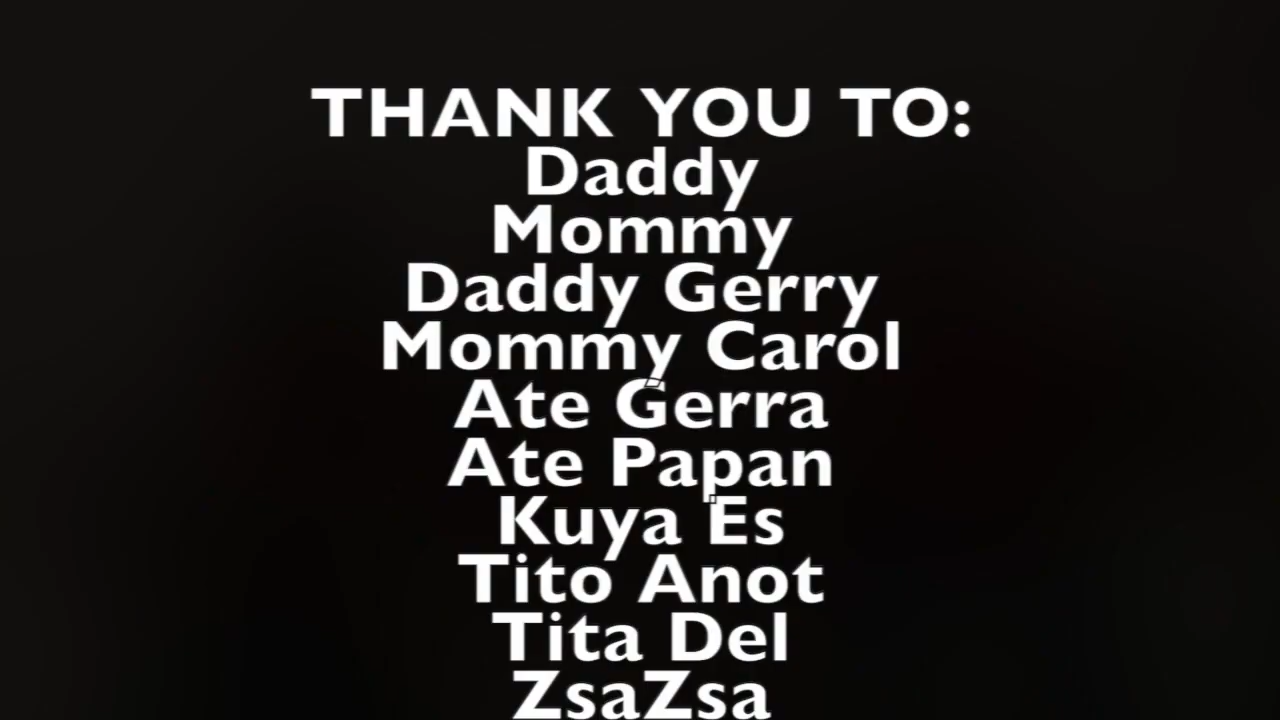 THANK YOU TO:
Daddy
Mommy
Daddy Gerry
Mommy Carol
Ate Gerra
Ate Papan
Kuya Es
Tito Anot
Tita Del
ZsaZsa